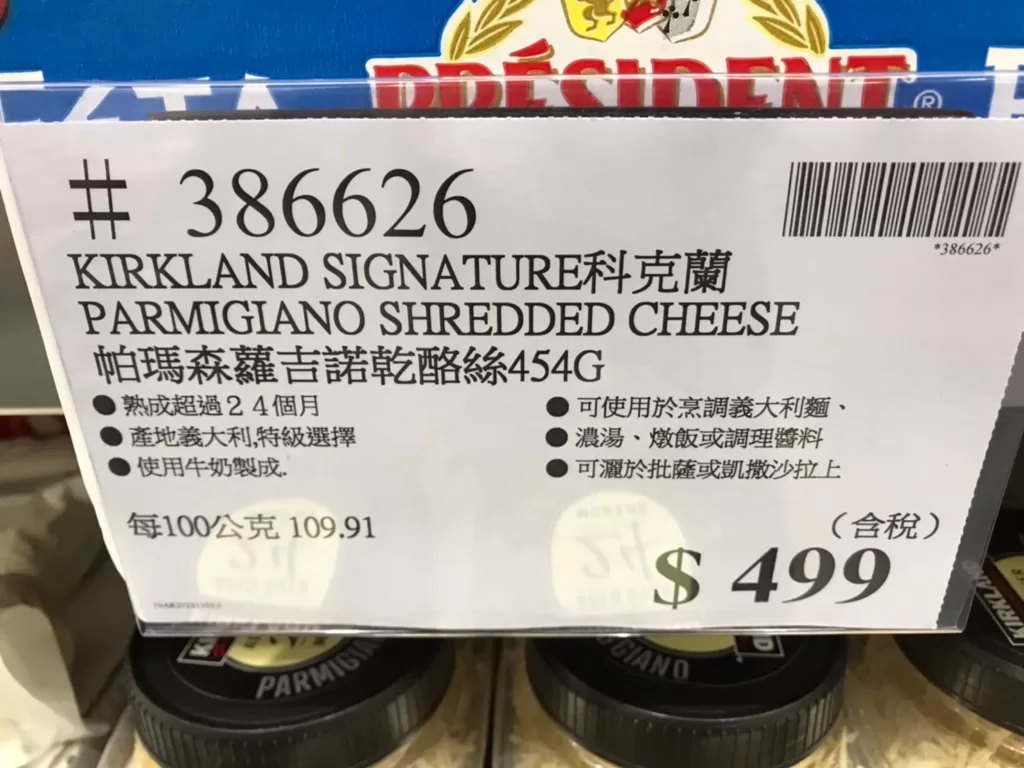 PRÉSIDENT®
# 386626
*386626*
KIRKLAND SIGNATURE科克蘭
PARMIGIANO SHREDDED CHEESE
帕瑪森蘿吉諾乾酪絲454G
●熟成超過２４個月
●產地義大利,特級選擇
●使用牛奶製成.
●可使用於烹調義大利麵、
●濃湯、燉飯或調理醬料
●可灑於批薩或凱撒沙拉上
每100公克 109.91
（含稅）
$ 499
KIRKLAND